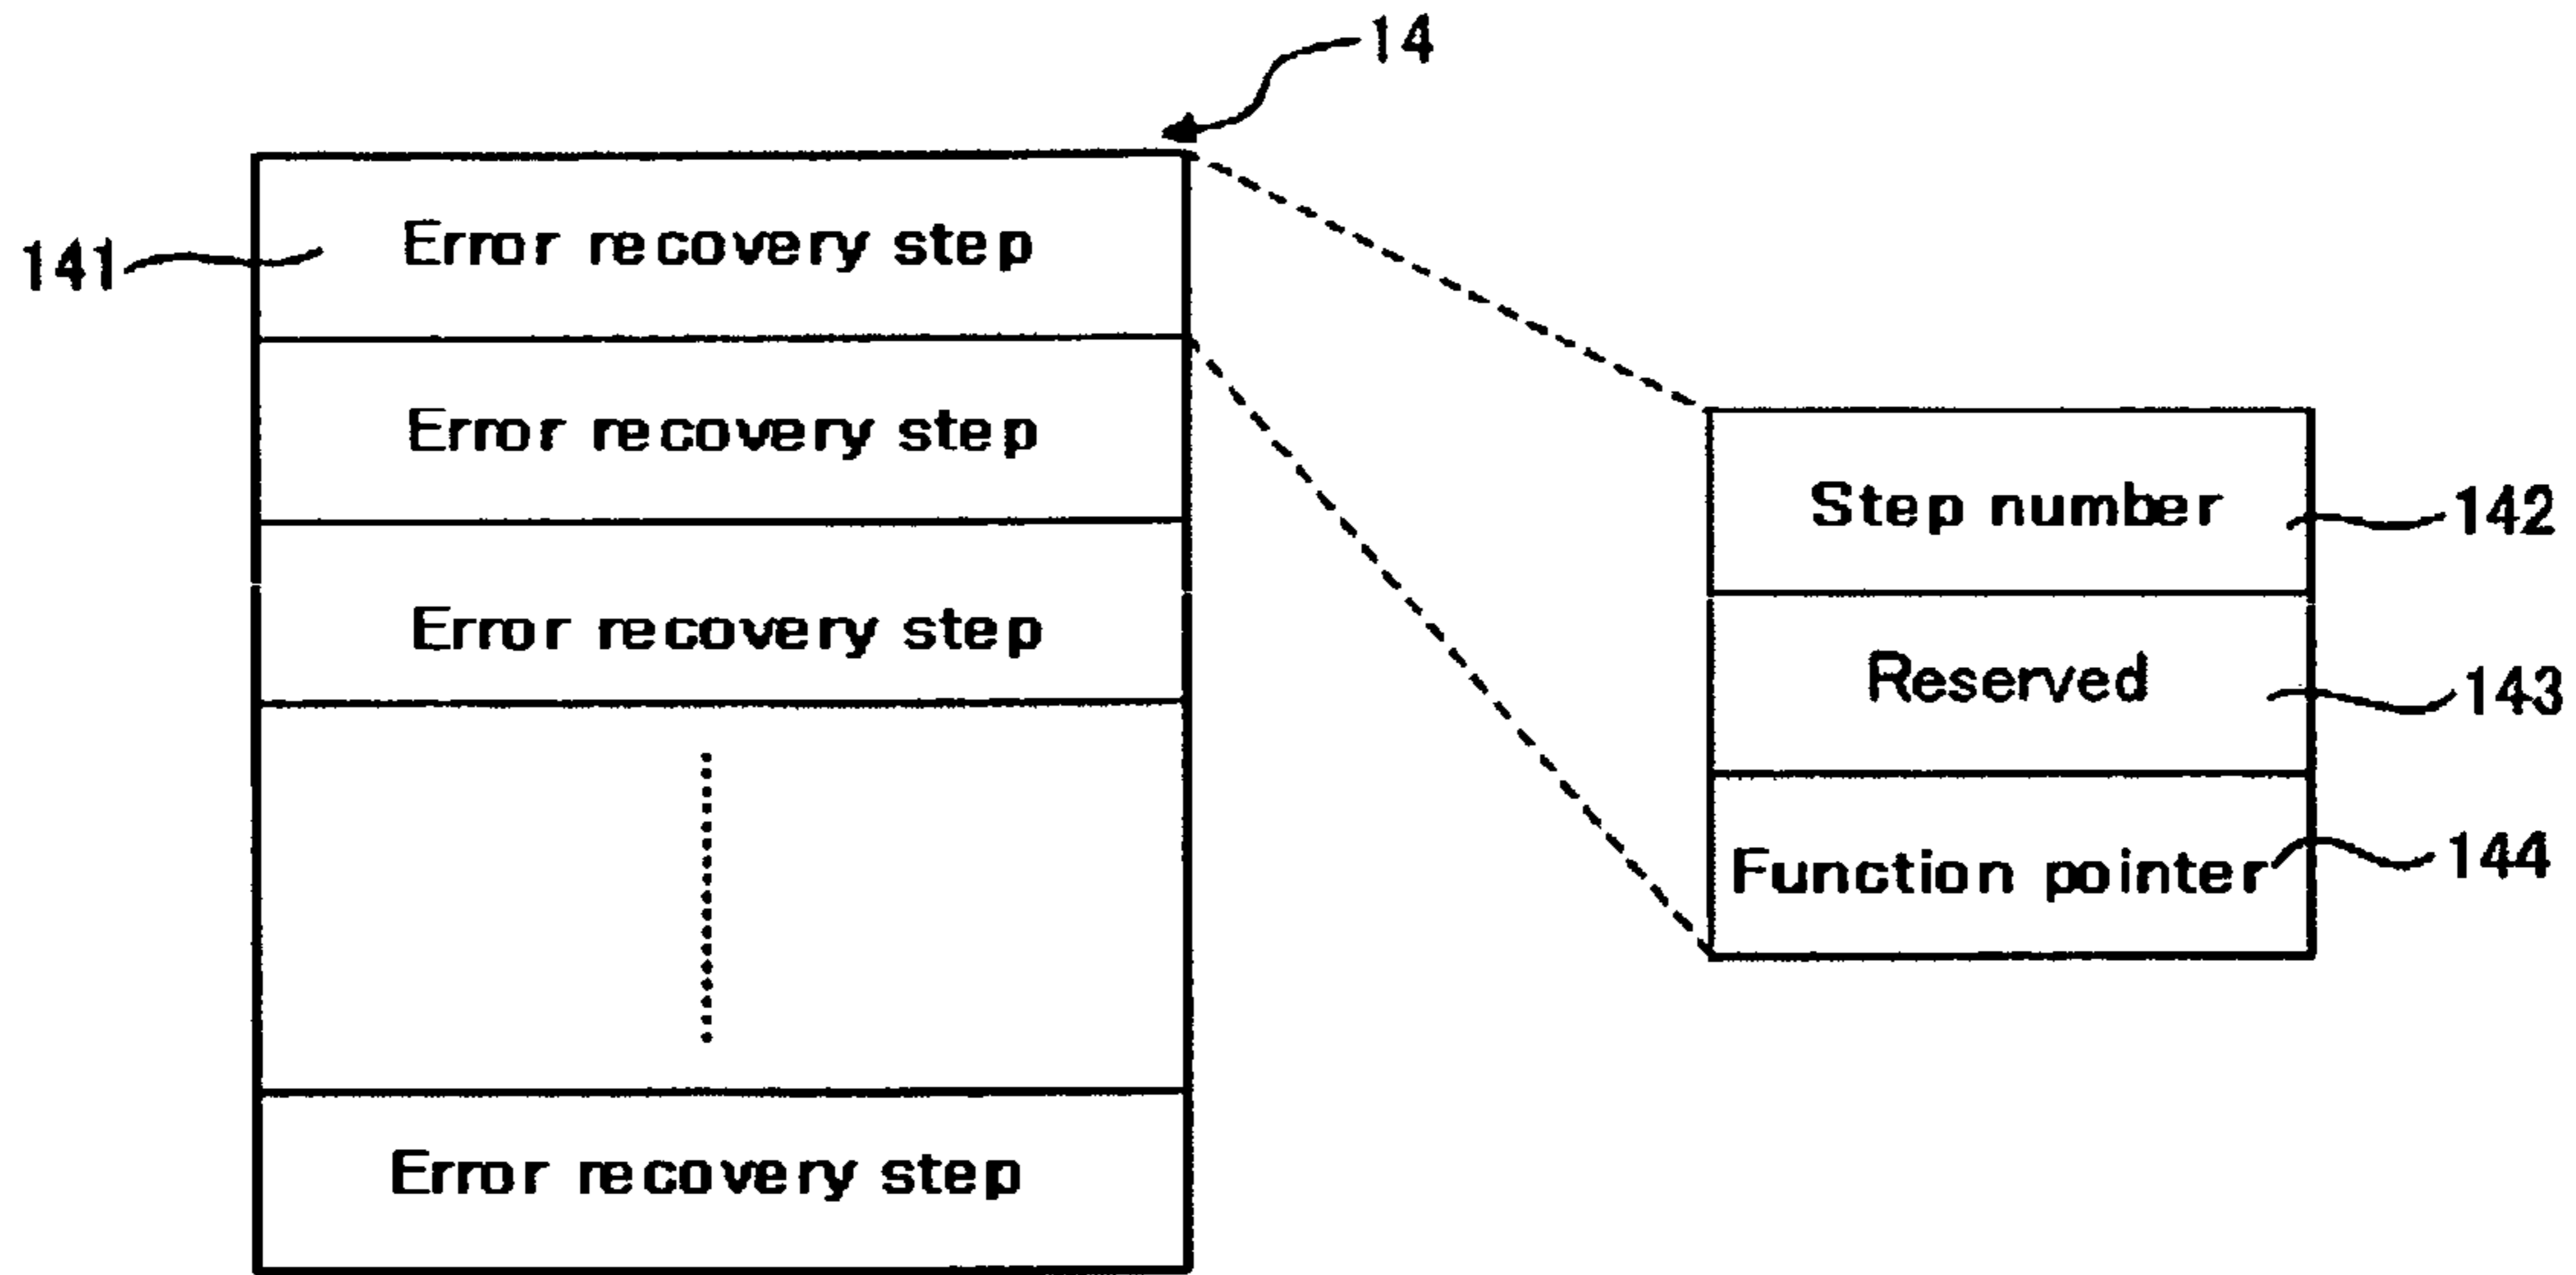 14
141
Error recovery step
Error recovery step
Error recovery step
Error recovery step
Step number
142
Reserved
143
Function pointer
144